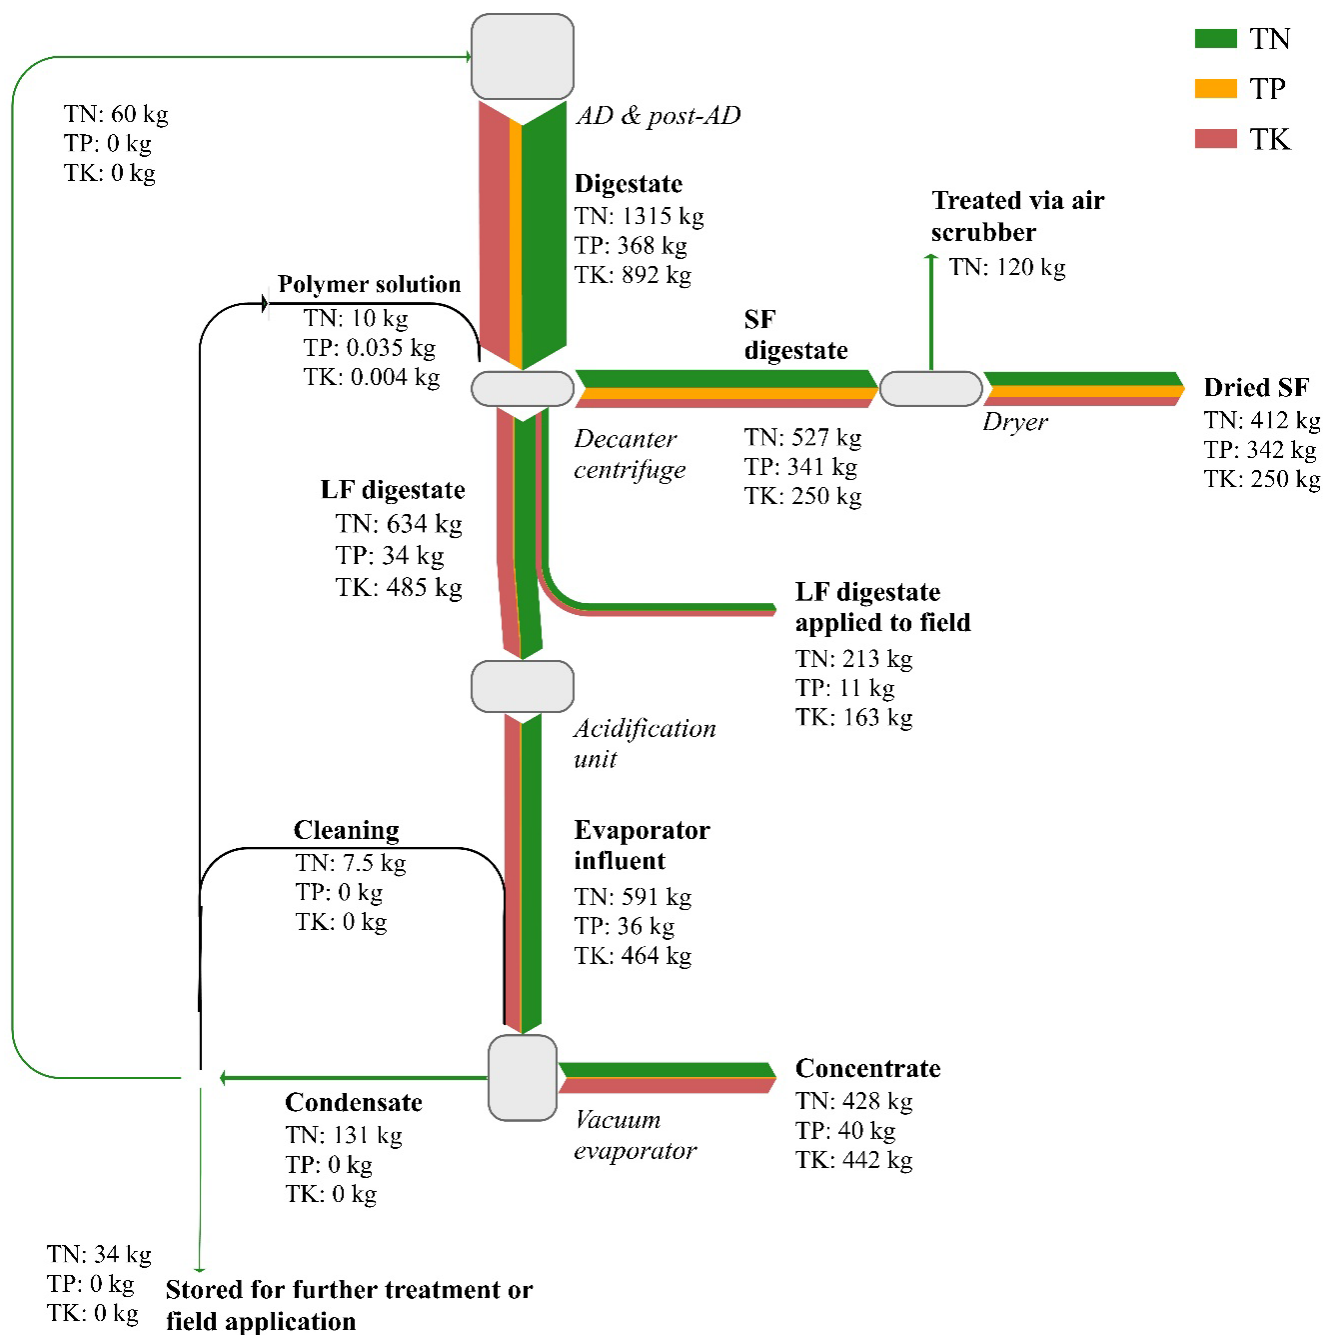 TN
TP
TK
TN: 60 kg
TP: 0 kg
TK: 0 kg
AD & post-AD
Digestate
TN: 1315 kg
TP: 368 kg
TK: 892 kg
Treated via air
scrubber
TN: 120 kg
Polymer solution
TN: 10 kg
TP: 0.035 kg
TK: 0.004 kg
SF
digestate
TN: 527 kg
TP: 341 kg
TK: 250 kg
Dryer
Dried SF
TN: 412 kg
TP: 342 kg
TK: 250 kg
Decanter
centrifuge
LF digestate
TN: 634 kg
TP: 34 kg
TK: 485 kg
LF digestate
applied to field
TN: 213 kg
TP: 11 kg
TK: 163 kg
Acidification
unit
Cleaning
TN: 7.5 kg
TP: 0 kg
TK: 0 kg
Evaporator
influent
TN: 591 kg
TP: 36 kg
TK: 464 kg
Condensate
TN: 131 kg
TP: 0 kg
TK: 0 kg
Vacuum
evaporator
Concentrate
TN: 428 kg
TP: 40 kg
TK: 442 kg
TN: 34 kg
TP: 0 kg
TK: 0 kg
Stored for further treatment or
field application